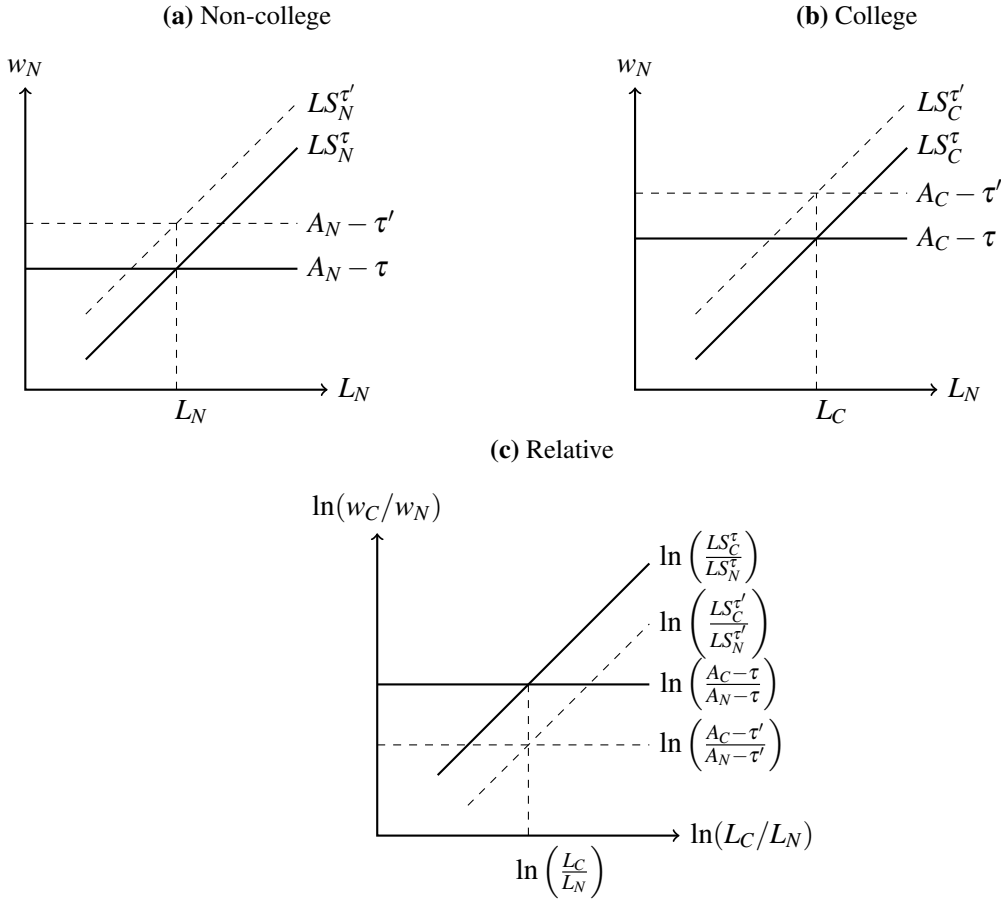 (a) Non-college
w_N
LS_N^{τ'}
LS_N^τ
A_N − τ'
A_N − τ
L_N
L_N
(b) College
w_N
LS_C^{τ'}
LS_C^τ
A_C − τ'
A_C − τ
L_N
L_C
(c) Relative
ln(w_C/w_N)
ln(LS_C^τ/LS_N^τ)
ln(LS_C^{τ'}/LS_N^{τ'})
ln(A_C−τ/A_N−τ)
ln(A_C−τ'/A_N−τ')
ln(L_C/L_N)
ln(L_C/L_N)